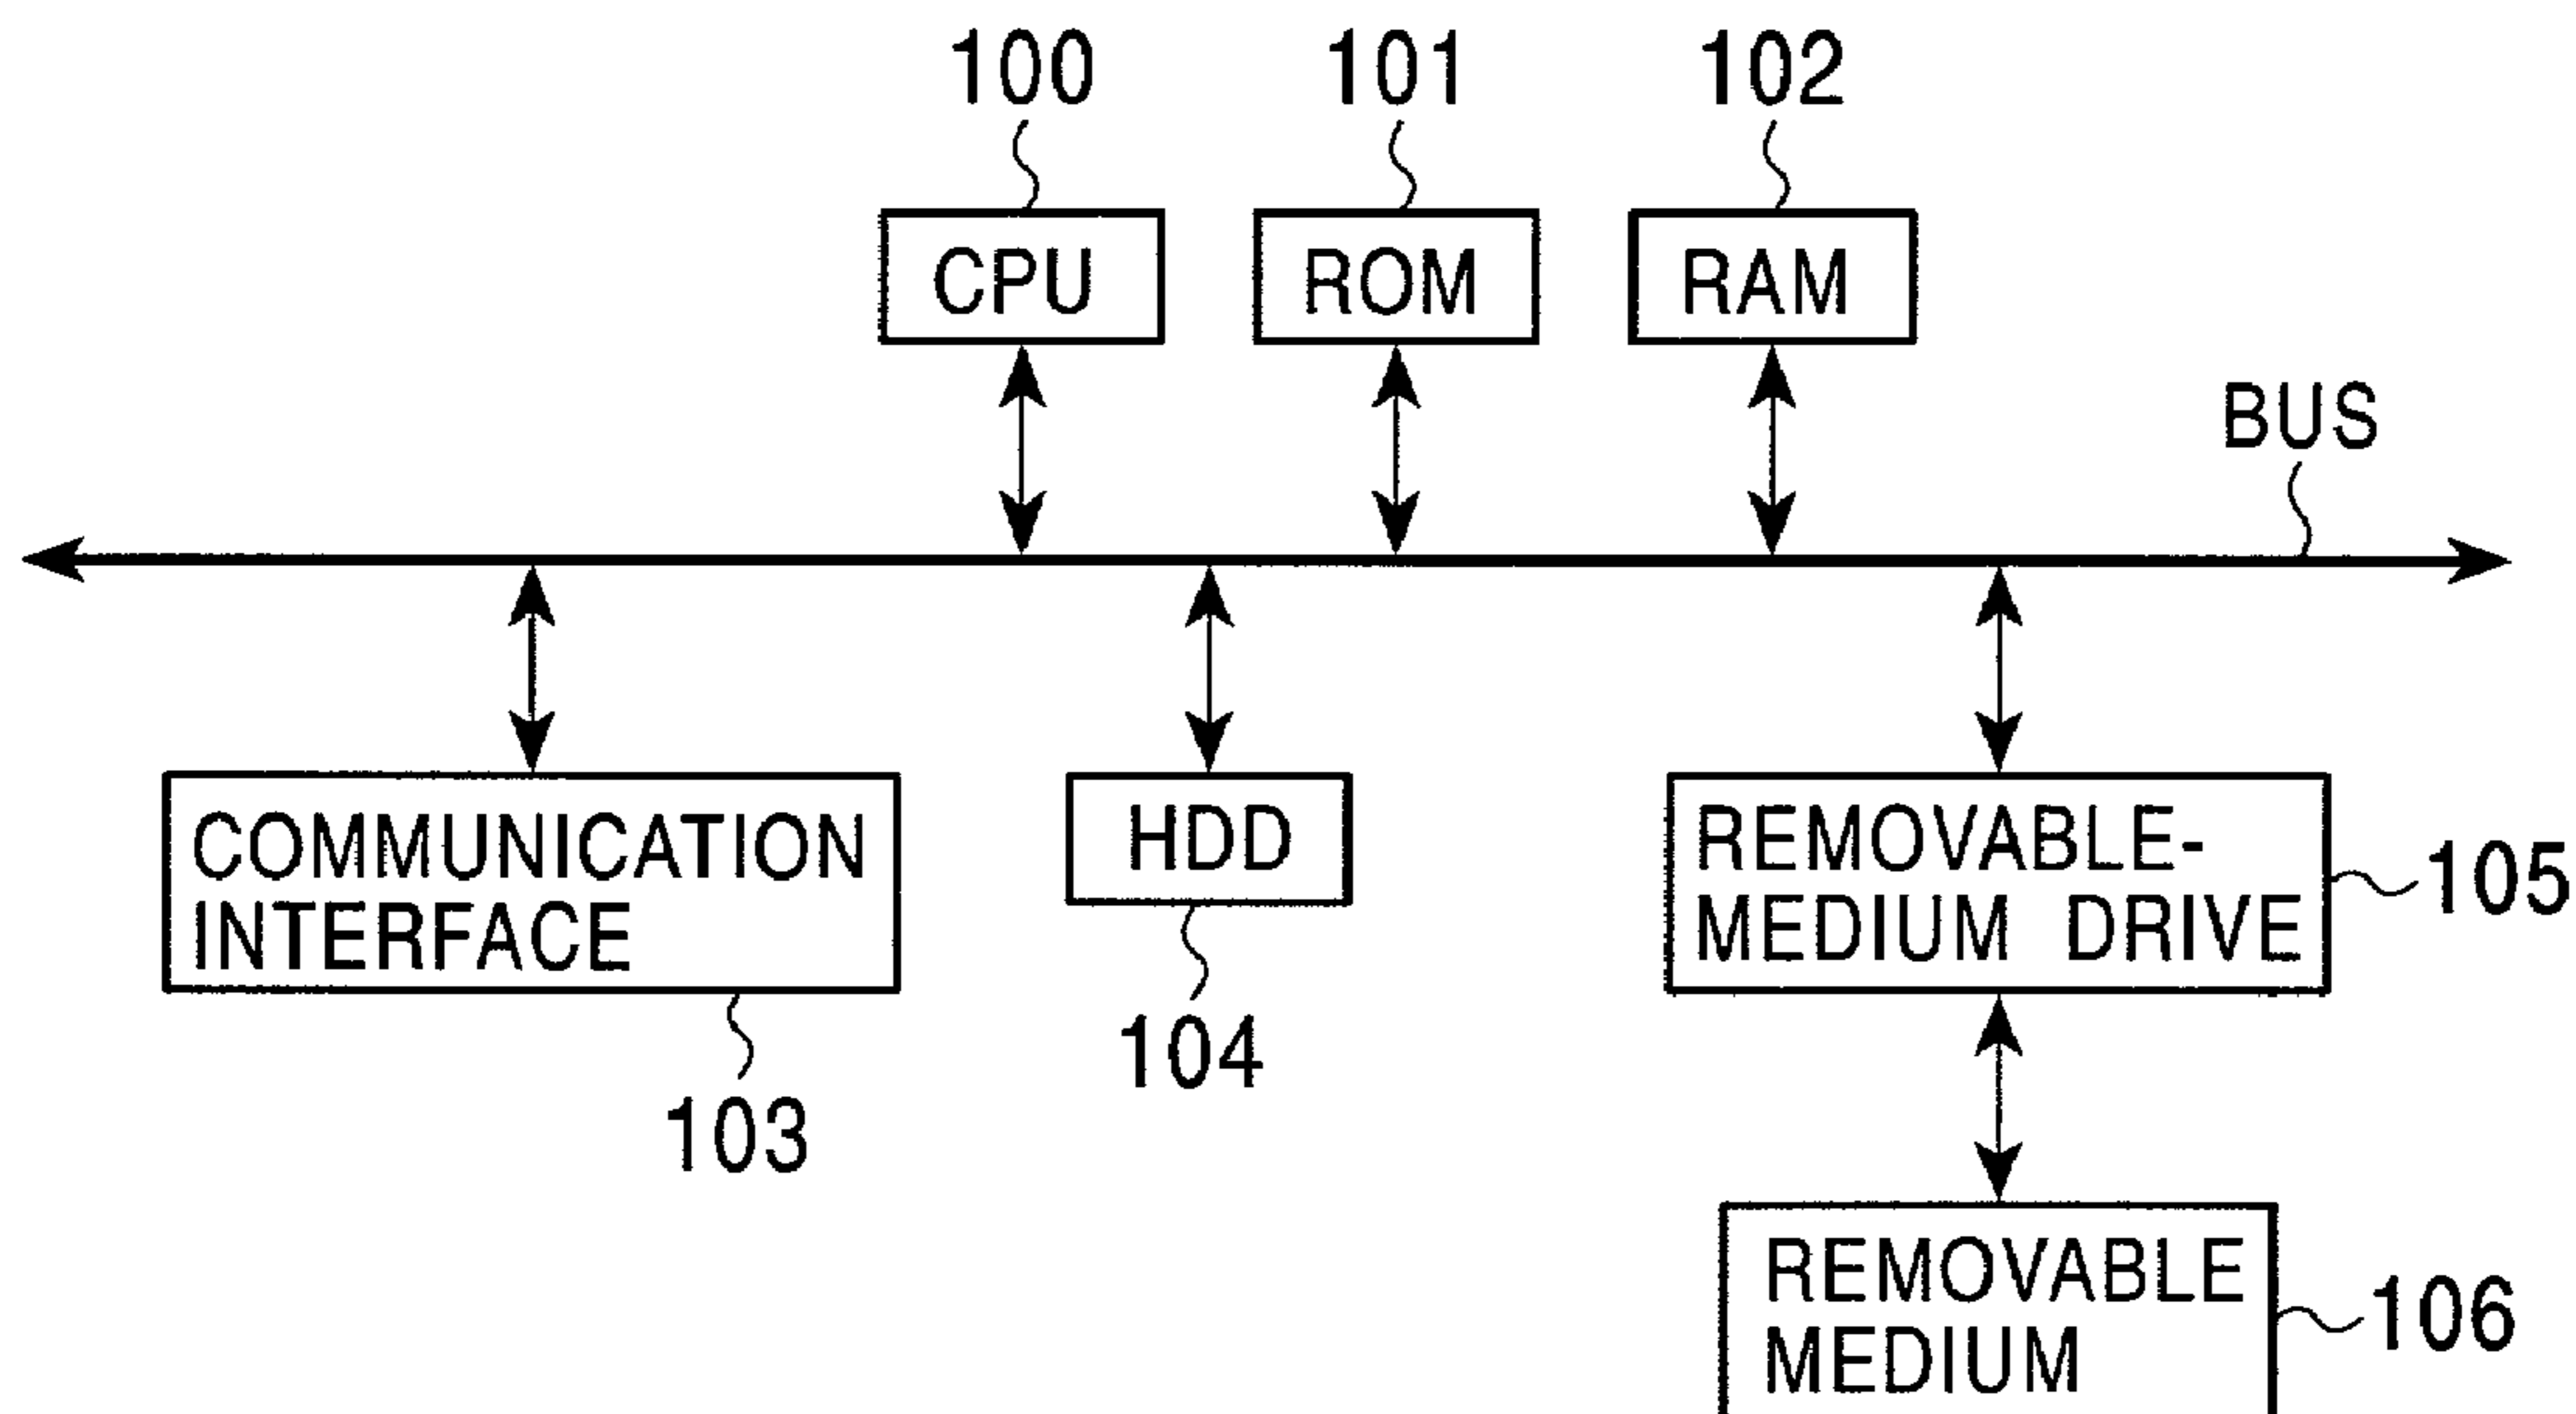 100
101
102
CPU
ROM
RAM
BUS
COMMUNICATION
INTERFACE
HDD
REMOVABLE-
MEDIUM DRIVE
105
104
103
REMOVABLE
MEDIUM
106